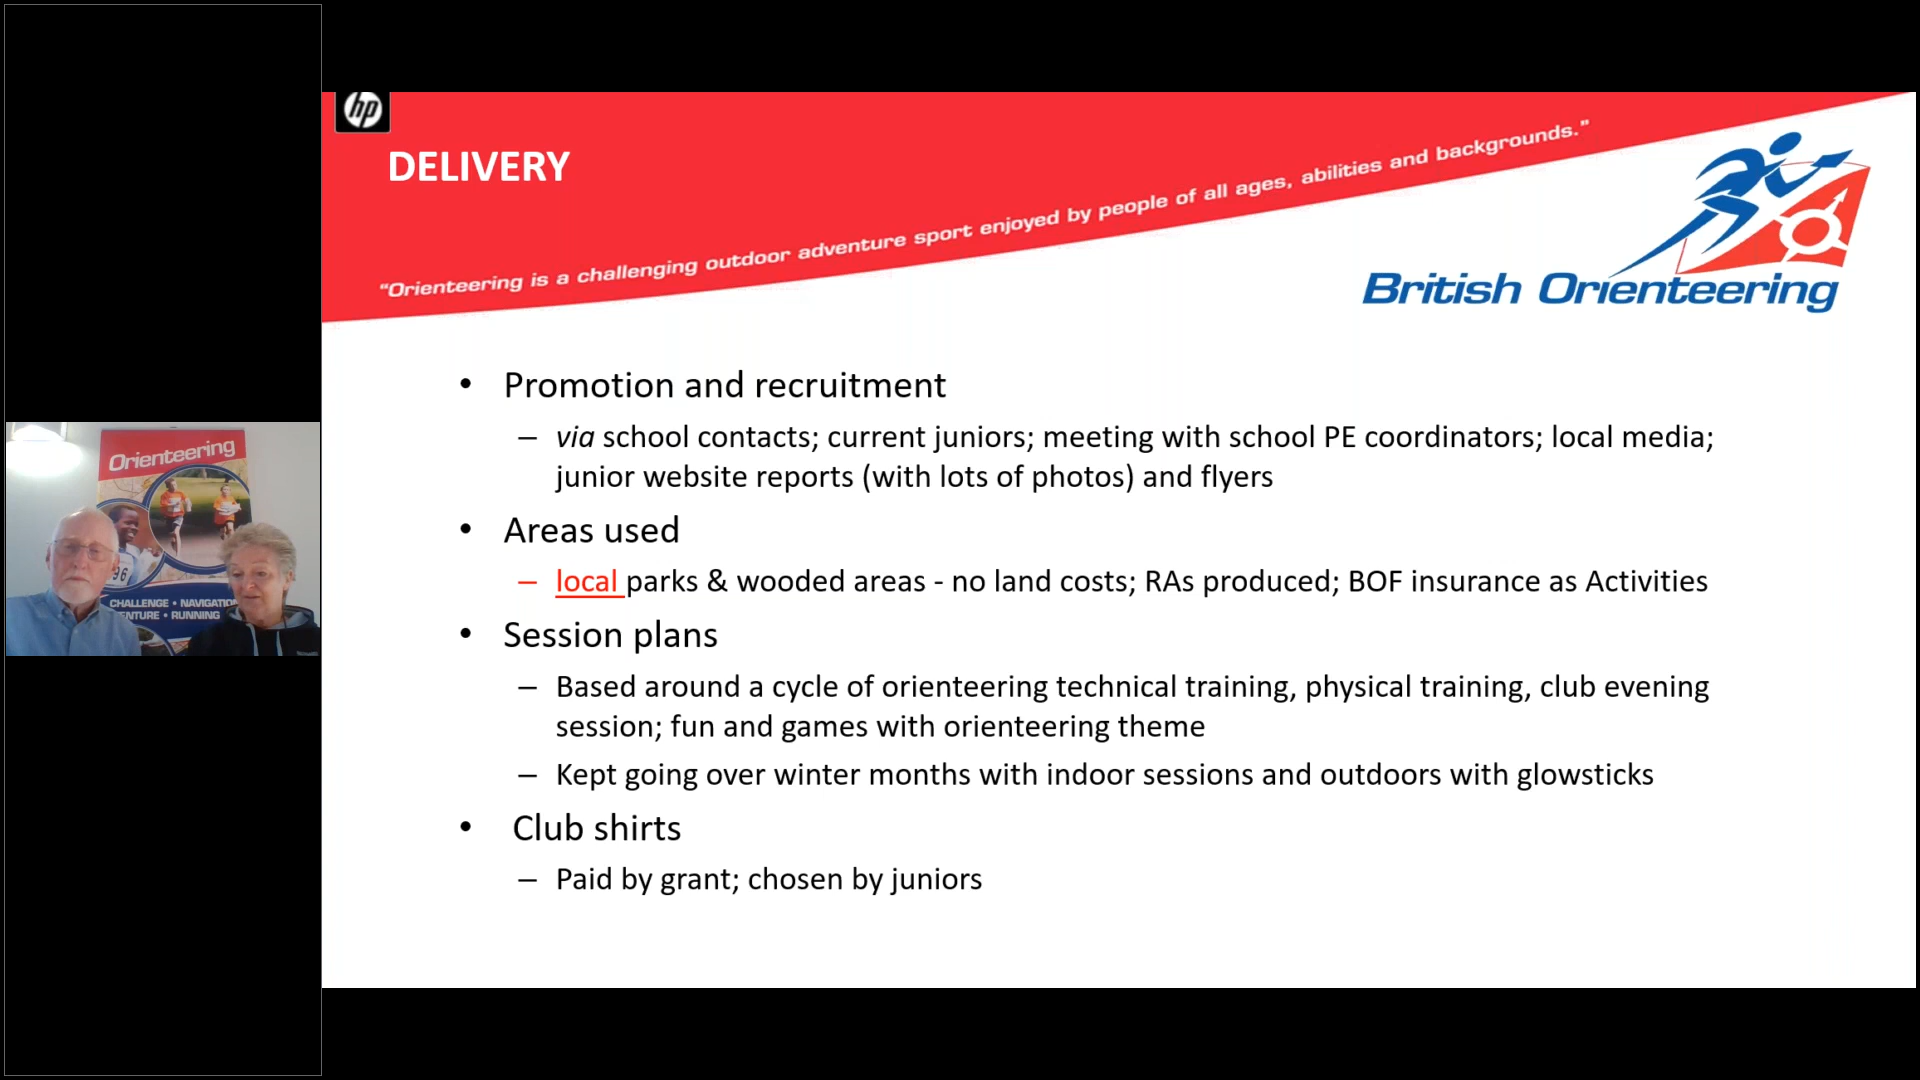 hp
DELIVERY
"Orienteering is a challenging outdoor adventure sport enjoyed by people of all ages, abilities and backgrounds."
British Orienteering
• Promotion and recruitment
– via school contacts; current juniors; meeting with school PE coordinators; local media;
junior website reports (with lots of photos) and flyers
• Areas used
– local parks & wooded areas - no land costs; RAs produced; BOF insurance as Activities
• Session plans
– Based around a cycle of orienteering technical training, physical training, club evening
session; fun and games with orienteering theme
– Kept going over winter months with indoor sessions and outdoors with glowsticks
• Club shirts
– Paid by grant; chosen by juniors
Orienteering
96
CHALLENGE • NAVIGATIO
ENTURE • RUNNING